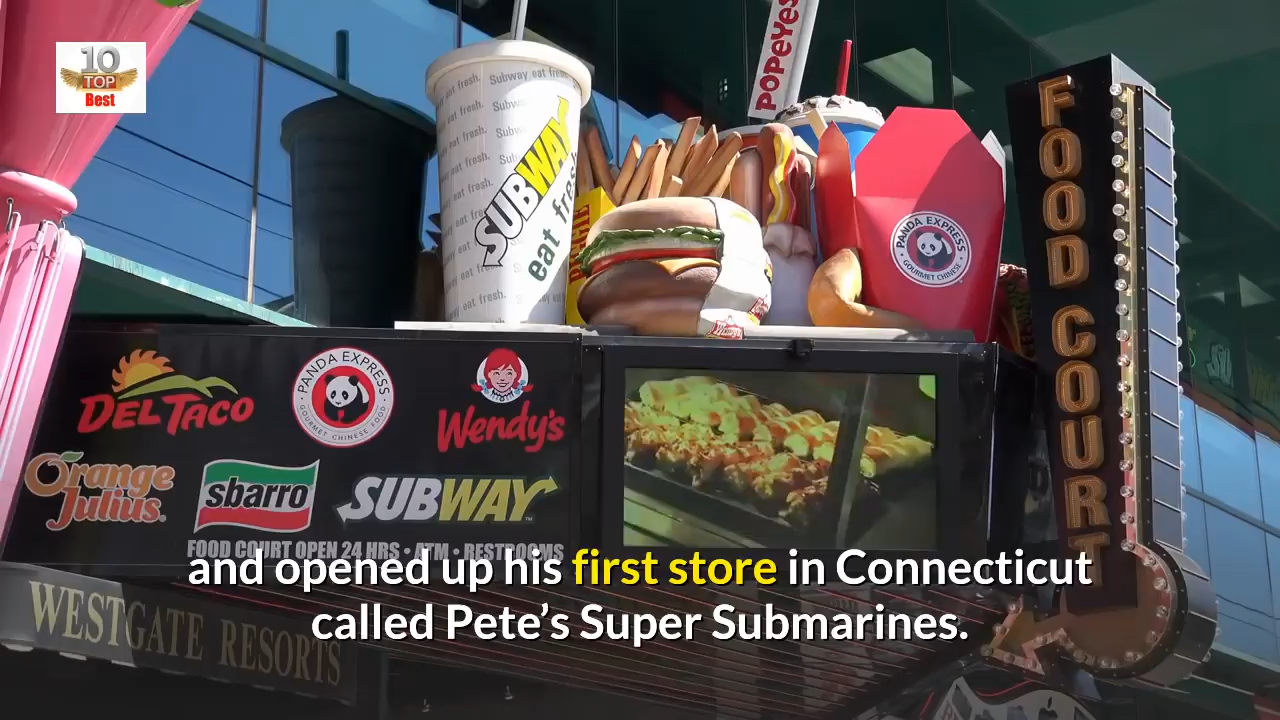 10
TOP
Best
POPEYES
Subway eat fresh.
SUBWAY
eat fresh
PANDA EXPRESS
GOURMET CHINESE
FOOD COURT
DEL TACO
PANDA EXPRESS
GOURMET CHINESE FOOD
Wendy's
Orange
Julius.
sbarro
SUBWAY
FOOD COURT OPEN 24 HRS • ATM • RESTROOMS
and opened up his first store in Connecticut
called Pete's Super Submarines.
WESTGATE RESORTS